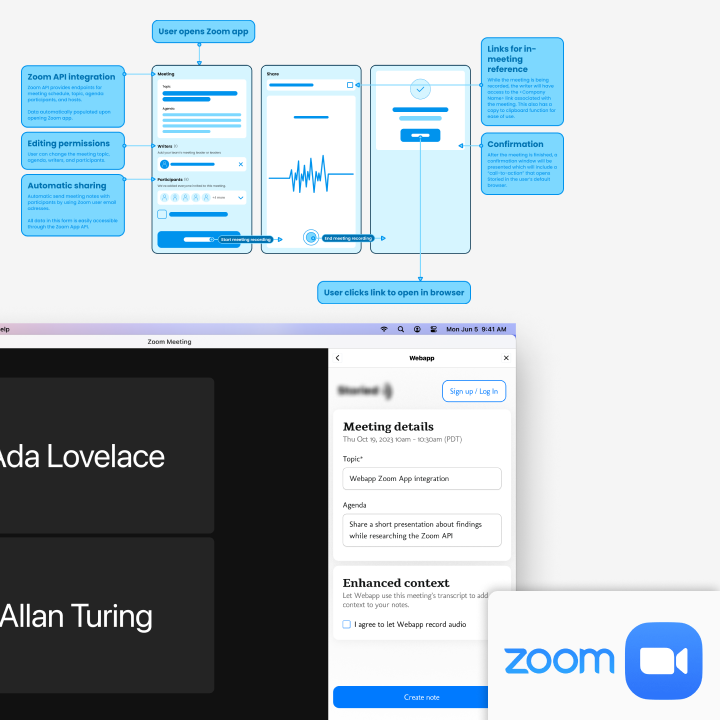 User opens Zoom app
Zoom API integration
Zoom API provides endpoints for
meeting schedule, topic, agenda
participants, and hosts.
Data automatically populated upon
opening Zoom app.
Editing permissions
User can change the meeting topic,
agenda, writers, and participants.
Automatic sharing
Automatic send meeting notes with
participants by using Zoom user email
adresses.
All data in this form is easily accessible
through the Zoom App API.
Meeting
Topic
Agenda
Writers
Participants
+4 more
Start meeting recording
Share
End meeting recording
Links for in-
meeting
reference
While the meeting is being
recorded, the writer will have
access to the <Company
Name> link associated with
the meeting. This also has a
copy to clipboard function for
ease of use.
Confirmation
After the meeting is finished, a
confirmation window will be
presented which will include a
"call-to-action" that opens
Storied in the user's default
browser.
User clicks link to open in browser
elp
Mon Jun 5 9:41 AM
Zoom Meeting
Ada Lovelace
Allan Turing
Webapp
Storied
Sign up / Log In
Meeting details
Thu Oct 19, 2023 10am - 10:30am (PDT)
Topic*
Webapp Zoom App integration
Agenda
Share a short presentation about findings
while researching the Zoom API
Enhanced context
Let Webapp use this meeting's transcript to add
context to your notes.
I agree to let Webapp record audio
Create note
zoom